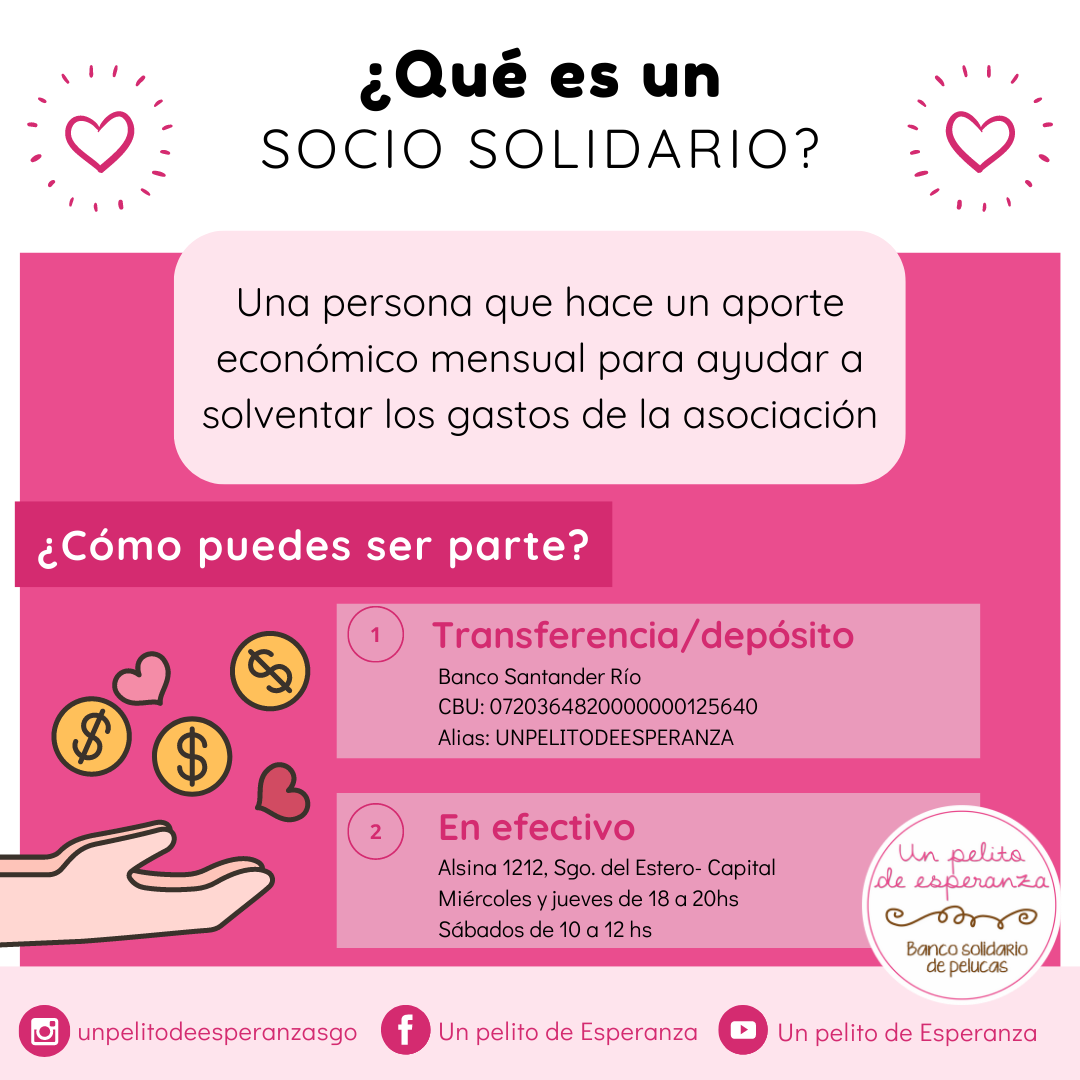 ¿Qué es un
SOCIO SOLIDARIO?
Una persona que hace un aporte
económico mensual para ayudar a
solventar los gastos de la asociación
¿Cómo puedes ser parte?
1
Transferencia/depósito
Banco Santander Río
CBU: 0720364820000000125640
Alias: UNPELITODEESPERANZA
2
En efectivo
Alsina 1212, Sgo. del Estero- Capital
Miércoles y jueves de 18 a 20hs
Sábados de 10 a 12 hs
Un pelito
de esperanza
Banco solidario
de pelucas
unpelitodeesperanzasgo
Un pelito de Esperanza
Un pelito de Esperanza